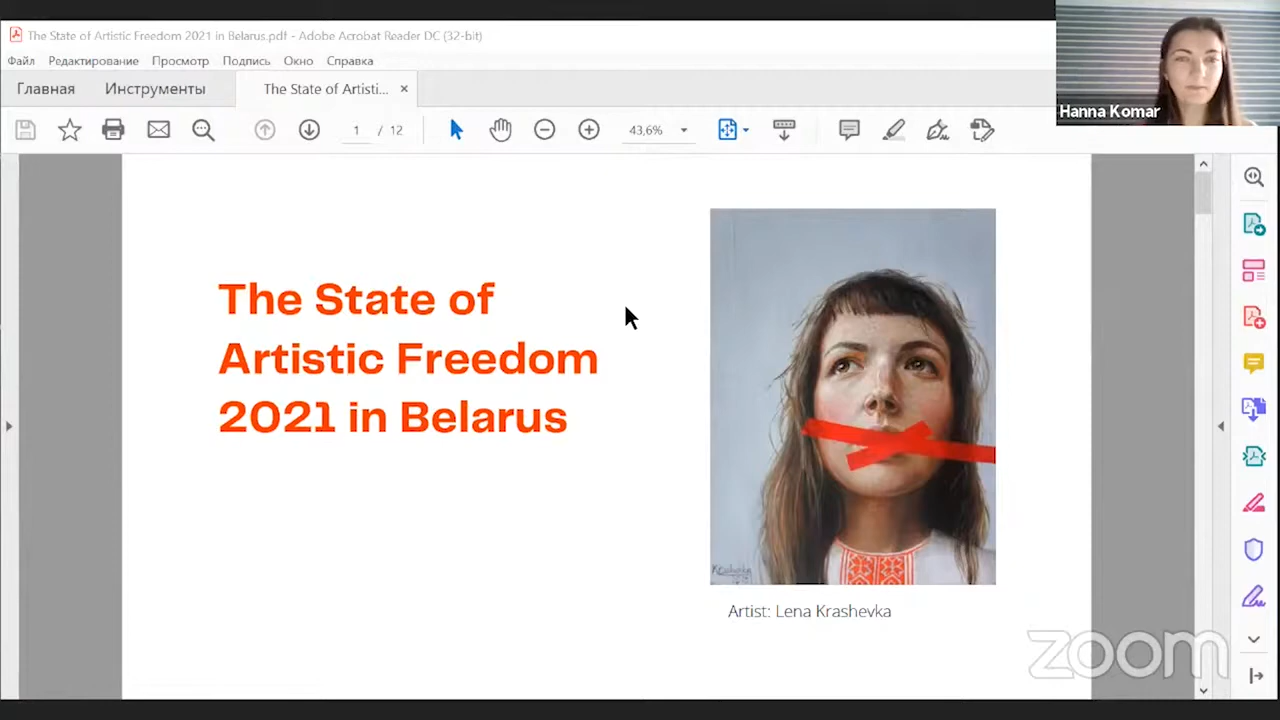 The State of Artistic Freedom 2021 in Belarus.pdf - Adobe Acrobat Reader DC (32-bit)
Файл Редактирование Просмотр Подпись Окно Справка
Главная Инструменты The State of Artisti... ×
1 / 12 43,6%
Hanna Komar
The State of
Artistic Freedom
2021 in Belarus
Artist: Lena Krashevka
zoom